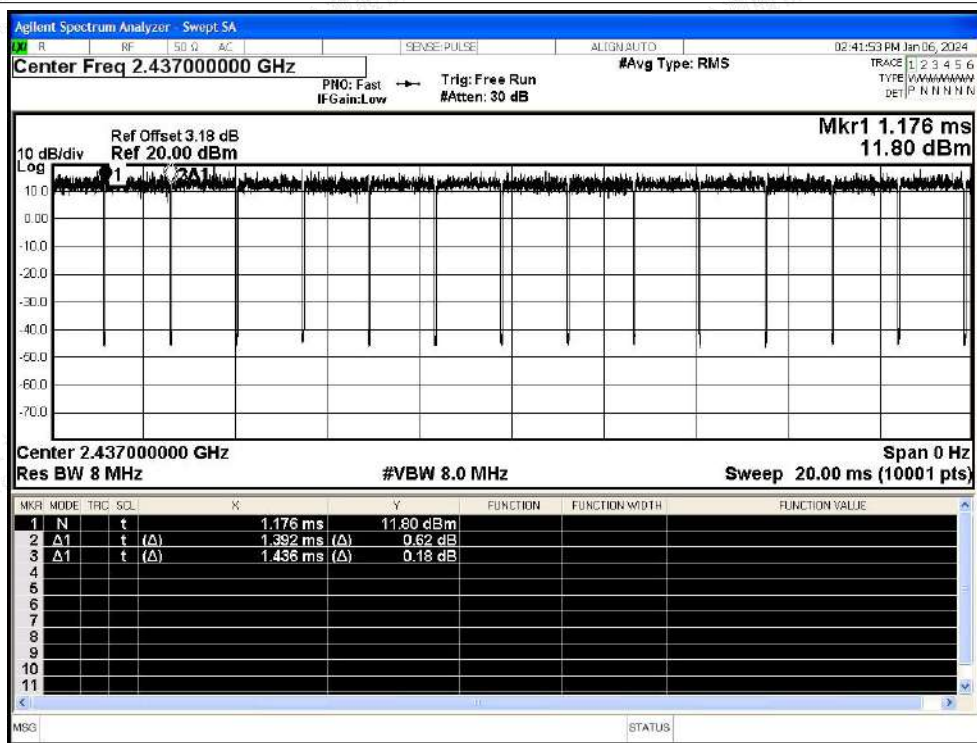 Agilent Spectrum Analyzer - Swept SA
LXI R RF 50 Ω AC SENSE:PULSE ALIGNAUTO 02:41:53 PM Jan 06, 2024
Center Freq 2.437000000 GHz
PNO: Fast
IFGain:Low
Trig: Free Run
#Atten: 30 dB
#Avg Type: RMS
TRACE 1 2 3 4 5 6
TYPE
DET P N N N N N
Mkr1 1.176 ms
11.80 dBm
Ref Offset 3.18 dB
10 dB/div Ref 20.00 dBm
Log
1 3Δ1
10.0
0.00
-10.0
-20.0
-30.0
-40.0
-50.0
-60.0
-70.0
Center 2.437000000 GHz Span 0 Hz
Res BW 8 MHz #VBW 8.0 MHz Sweep 20.00 ms (10001 pts)
MKR MODE TRC SCL X Y FUNCTION FUNCTION WIDTH FUNCTION VALUE
1 N t 1.176 ms 11.80 dBm
2 Δ1 t (Δ) 1.392 ms (Δ) 0.62 dB
3 Δ1 t (Δ) 1.436 ms (Δ) 0.18 dB
4
5
6
7
8
9
10
11
MSG STATUS